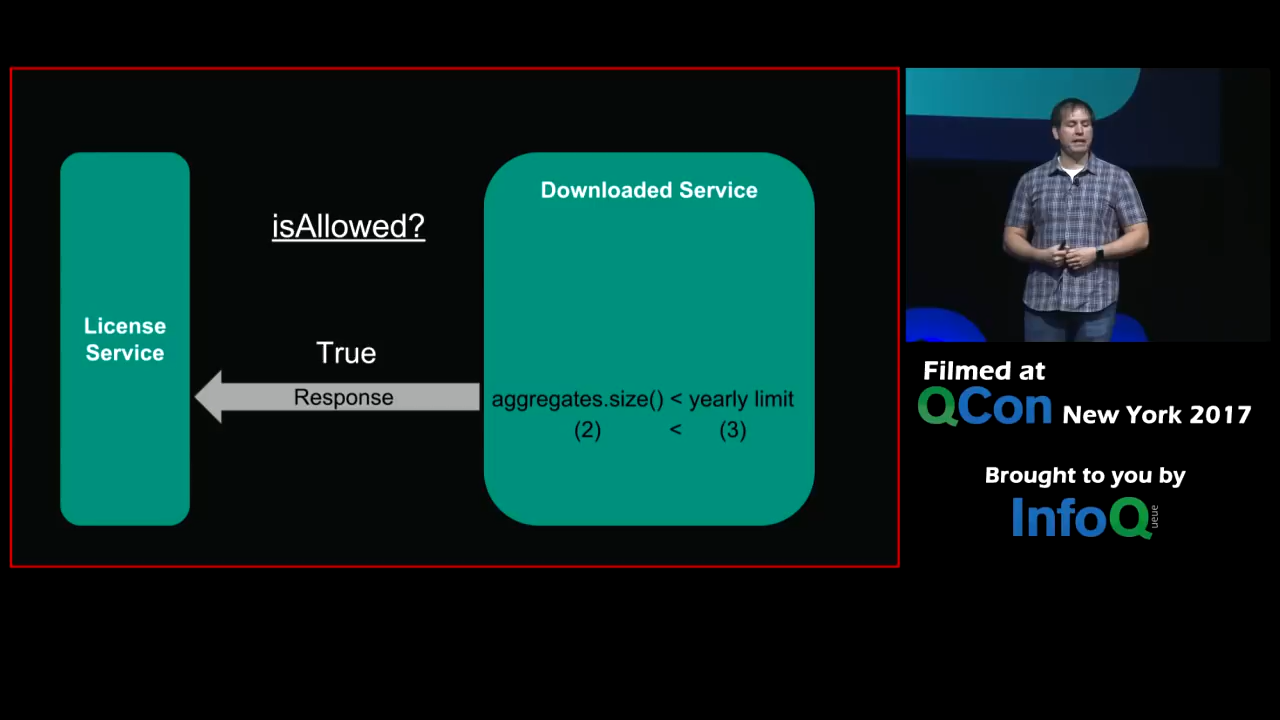 Downloaded Service
isAllowed?
License
Service
True
Response
aggregates.size() < yearly limit
(2) < (3)
Filmed at
QCon New York 2017
Brought to you by
InfoQueue